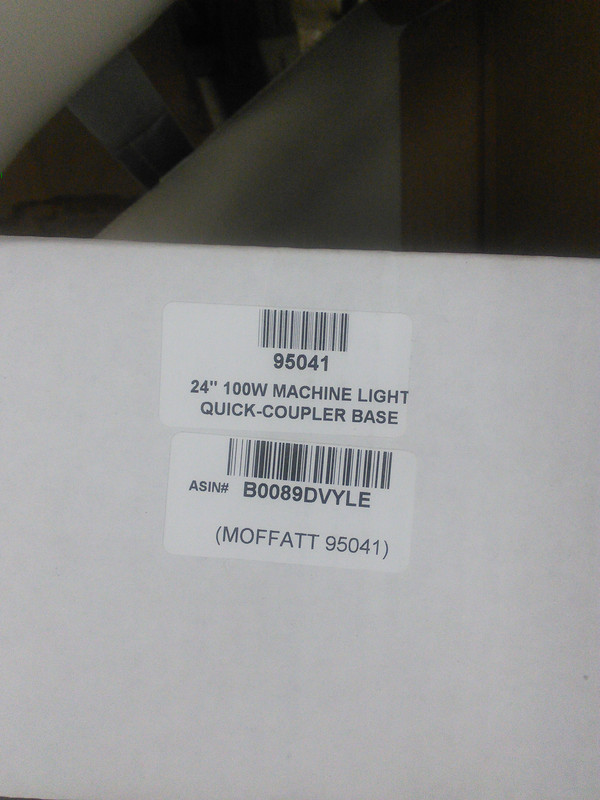 95041
24" 100W MACHINE LIGHT
QUICK-COUPLER BASE
ASIN# B0089DVYLE
(MOFFATT 95041)